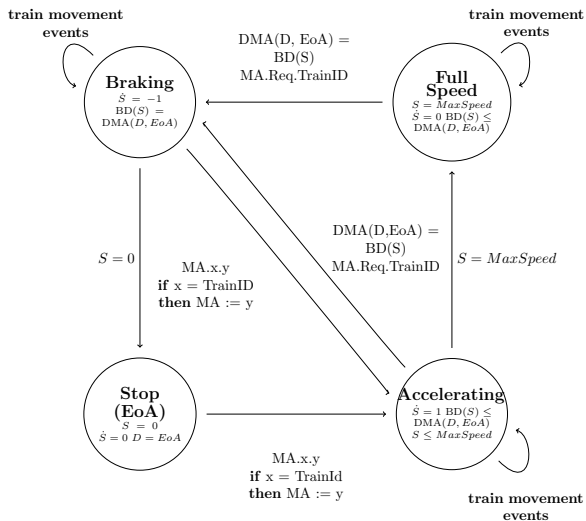 train movement
events
Braking
Ṡ = −1
BD(S) =
DMA(D, EoA)
DMA(D, EoA) =
BD(S)
MA.Req.TrainID
train movement
events
Full
Speed
S = MaxSpeed
Ṡ = 0 BD(S) ≤
DMA(D, EoA)
S = 0
MA.x.y
if x = TrainID
then MA := y
DMA(D,EoA) =
BD(S)
MA.Req.TrainID
S = MaxSpeed
Stop
(EoA)
S = 0
Ṡ = 0 D = EoA
MA.x.y
if x = TrainId
then MA := y
Accelerating
Ṡ = 1 BD(S) ≤
DMA(D, EoA)
S ≤ MaxSpeed
train movement
events